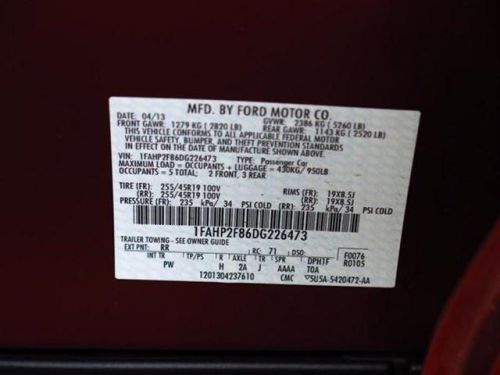 MFD. BY FORD MOTOR CO.
DATE: 04/13 GVWR: 2386 KG ( 5260 LB)
FRONT GAWR: 1279 KG ( 2820 LB) REAR GAWR: 1143 KG ( 2520 LB)
THIS VEHICLE CONFORMS TO ALL APPLICABLE FEDERAL MOTOR
VEHICLE SAFETY, BUMPER, AND THEFT PREVENTION STANDARDS
IN EFFECT ON THE DATE OF MANUFACTURE SHOWN ABOVE
VIN: 1FAHP2F86DG226473 TYPE: Passenger Car
MAXIMUM LOAD = OCCUPANTS + LUGGAGE = 430KG/ 950LB
OCCUPANTS = 5 TOTAL: 2 FRONT, 3 REAR
TIRE (FR): 255/45R19 100V RIMS (FR): 19X8.5J
TIRE (RR): 255/45R19 100V (RR): 19X8.5J
PRESSURE (FR): 235 kPa/ 34 PSI COLD (RR): 235 kPa/ 34 PSI COLD
1FAHP2F86DG226473
TRAILER TOWING - SEE OWNER GUIDE
EXT PNT: RR RC: 71 DSO: F0076
INT TR TP/PS R AXLE TR SPR DPH1F R0105
PW H 2A J AAAA T0A
1201304237610 CMC 5U5A-5420472-AA